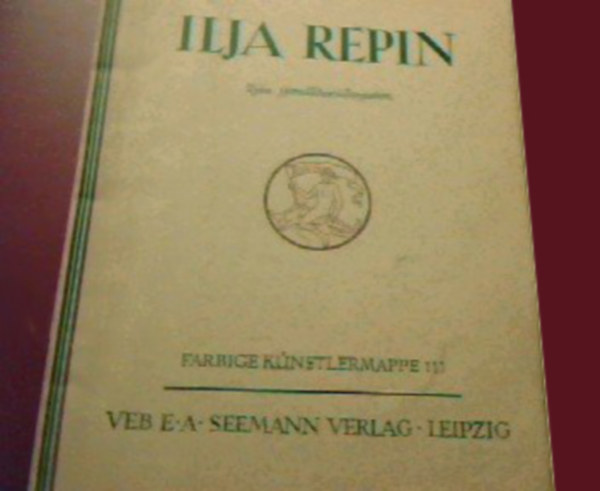 ILJA REPIN
FARBIGE KÜNSTLERMAPPE
VEB E·A· SEEMANN VERLAG · LEIPZIG